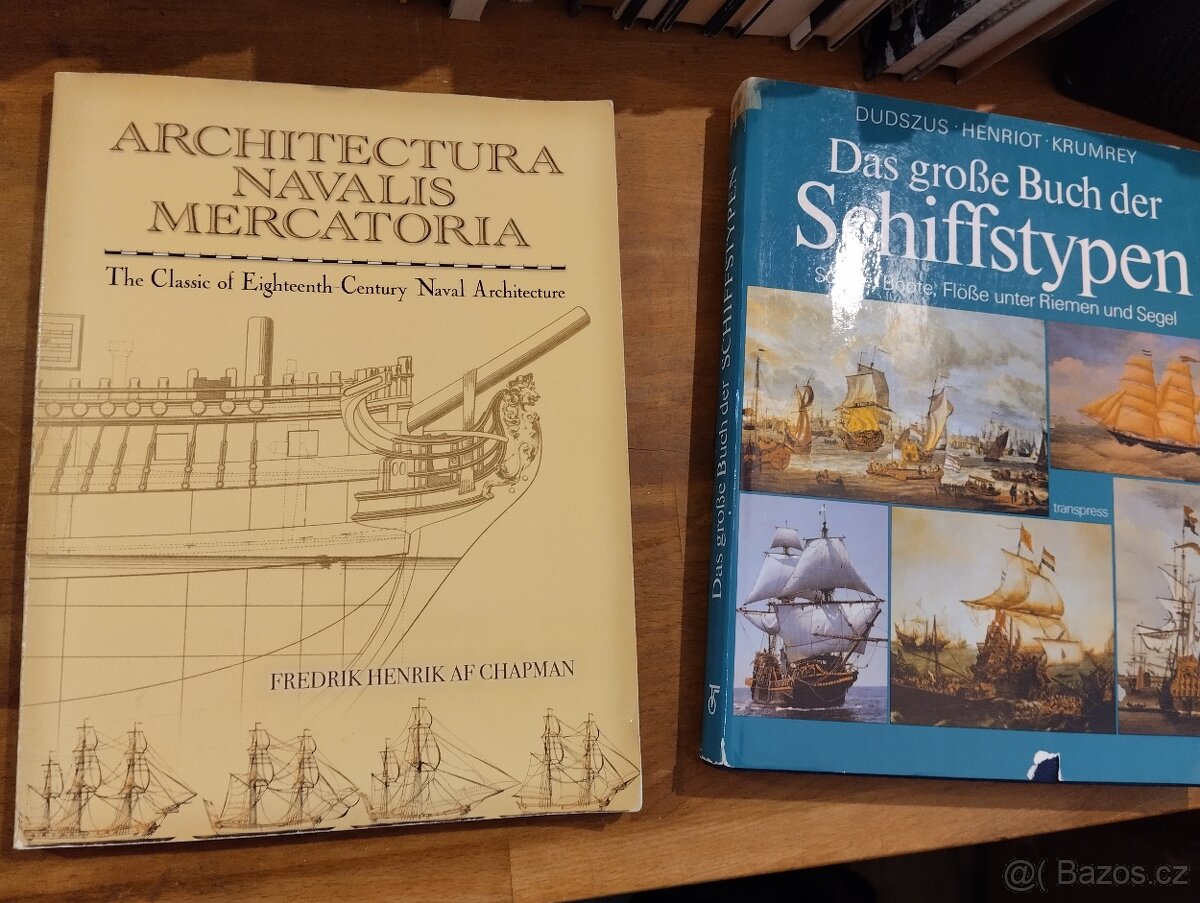 ARCHITECTURA
NAVALIS
MERCATORIA
The Classic of Eighteenth-Century Naval Architecture
FREDRIK HENRIK AF CHAPMAN
DUDSZUS · HENRIOT · KRUMREY
Das große Buch der
Schiffstypen
Boote, Flöße unter Riemen und Segel
transpress
Das große Buch der SCHIFFSTYPEN
@( Bazos.cz